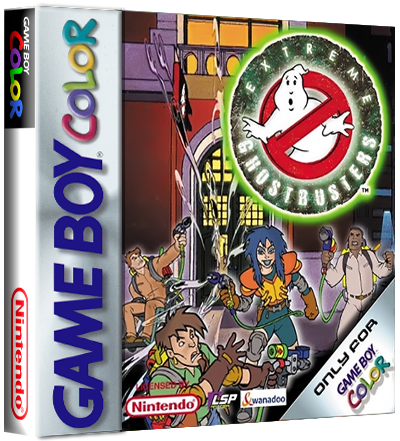 GAME BOY COLOR
Nintendo
GAME BOY COLOR
EXTREME
GHOSTBUSTERS
TM
LICENSED BY
Nintendo
LSP
&wanadoo
ONLY FOR
GAME BOY
COLOR